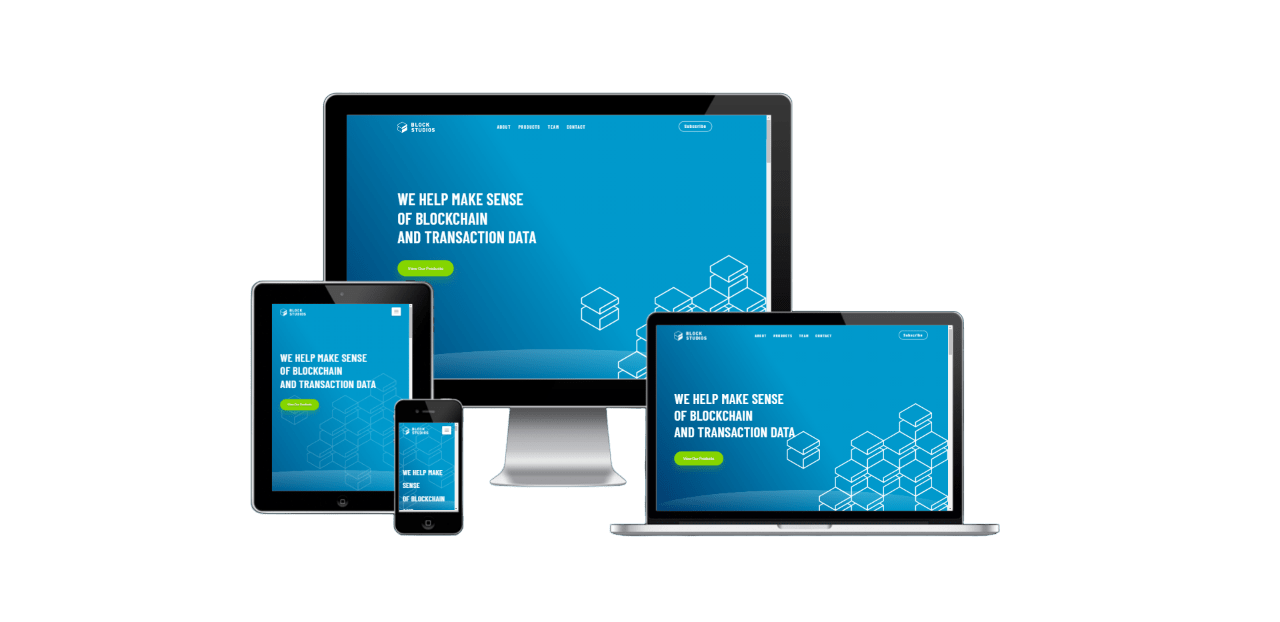 BLOCK
STUDIOS
ABOUT PRODUCTS TEAM CONTACT
Subscribe
WE HELP MAKE SENSE
OF BLOCKCHAIN
AND TRANSACTION DATA
View Our Products
BLOCK
STUDIOS
WE HELP MAKE SENSE
OF BLOCKCHAIN
AND TRANSACTION DATA
View Our Products
BLOCK
STUDIOS
WE HELP MAKE
SENSE
OF BLOCKCHAIN
BLOCK
STUDIOS
ABOUT PRODUCTS TEAM CONTACT
Subscribe
WE HELP MAKE SENSE
OF BLOCKCHAIN
AND TRANSACTION DATA
View Our Products